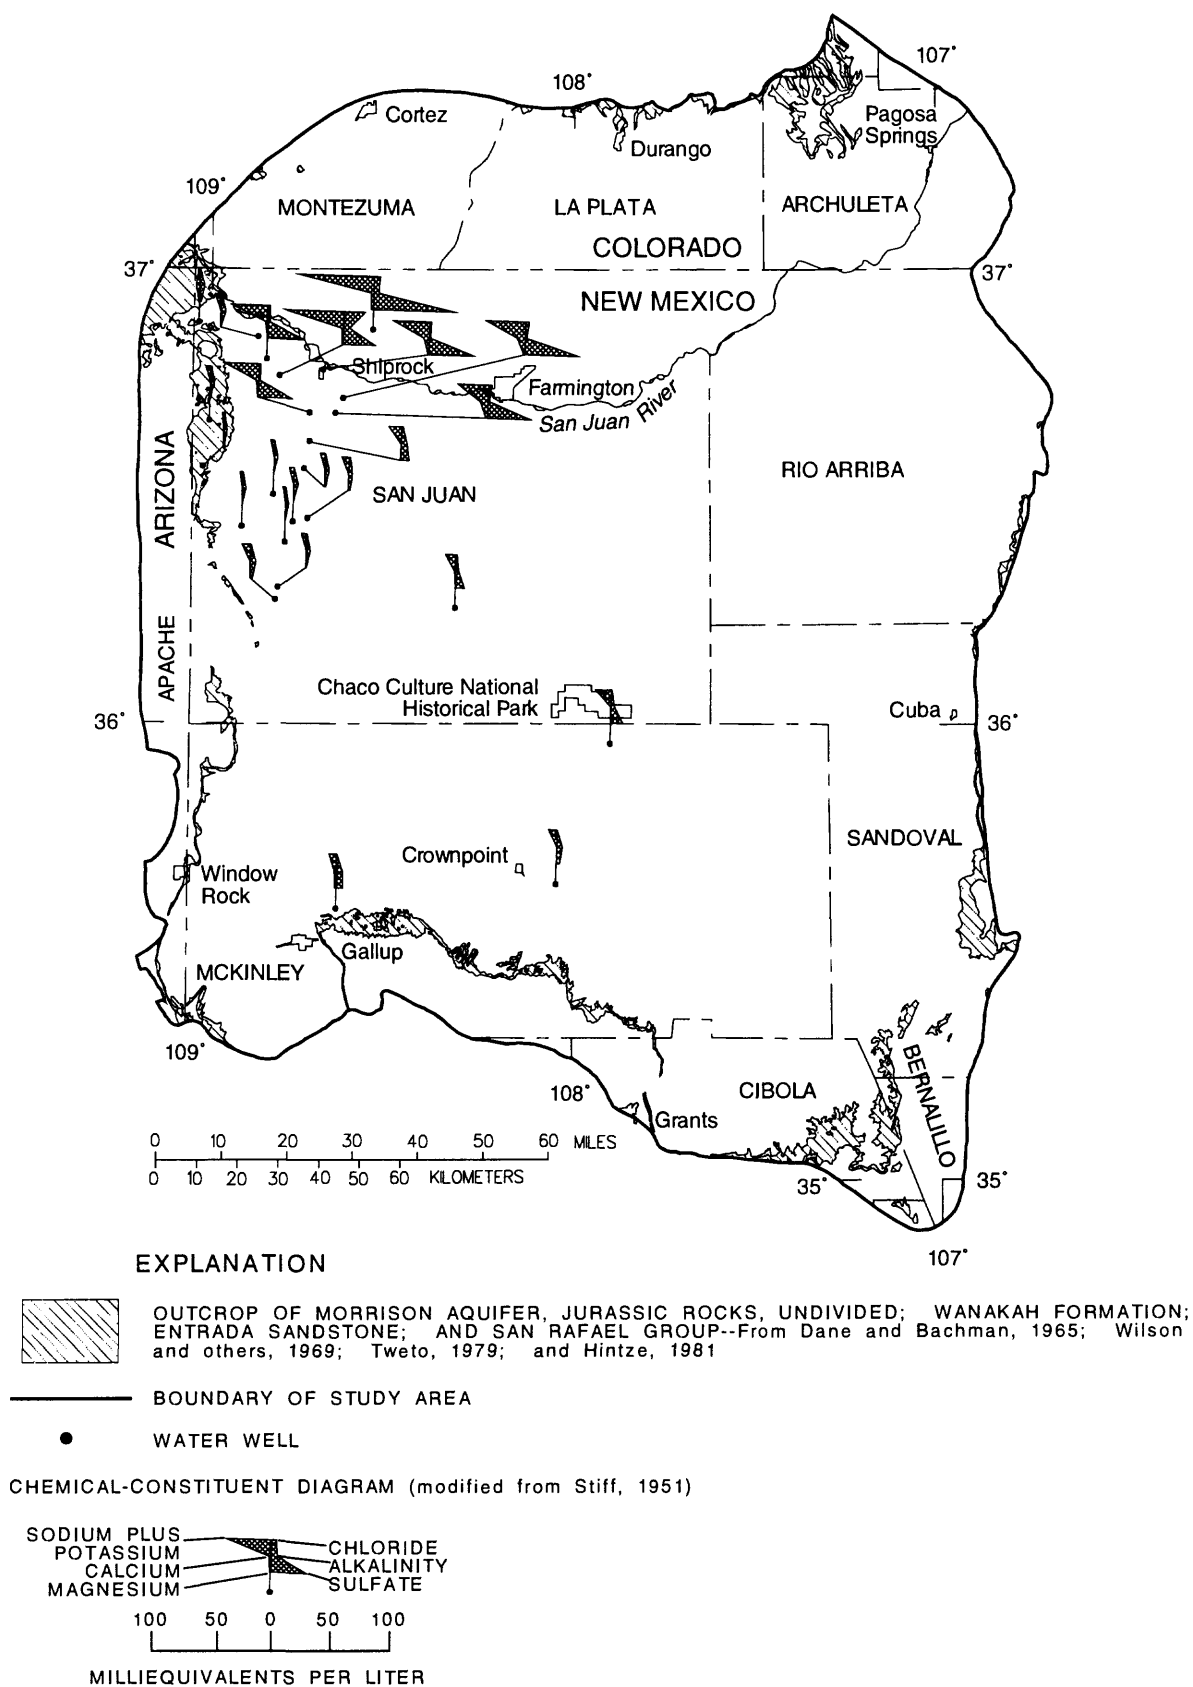 107°
108°
Cortez
Pagosa
Springs
Durango
109°
MONTEZUMA
LA PLATA
ARCHULETA
COLORADO
37°
37°
NEW MEXICO
Shiprock
Farmington
San Juan River
ARIZONA
RIO ARRIBA
SAN JUAN
APACHE
Chaco Culture National
Historical Park
Cuba
36°
36°
SANDOVAL
Crownpoint
Window
Rock
Gallup
MCKINLEY
109°
BERNALILLO
108°
CIBOLA
Grants
0 10 20 30 40 50 60 MILES
0 10 20 30 40 50 60 KILOMETERS
35°
35°
107°
EXPLANATION
OUTCROP OF MORRISON AQUIFER, JURASSIC ROCKS, UNDIVIDED; WANAKAH FORMATION;
ENTRADA SANDSTONE; AND SAN RAFAEL GROUP--From Dane and Bachman, 1965; Wilson
and others, 1969; Tweto, 1979; and Hintze, 1981
BOUNDARY OF STUDY AREA
WATER WELL
CHEMICAL-CONSTITUENT DIAGRAM (modified from Stiff, 1951)
SODIUM PLUS
POTASSIUM
CALCIUM
MAGNESIUM
CHLORIDE
ALKALINITY
SULFATE
100 50 0 50 100
MILLIEQUIVALENTS PER LITER